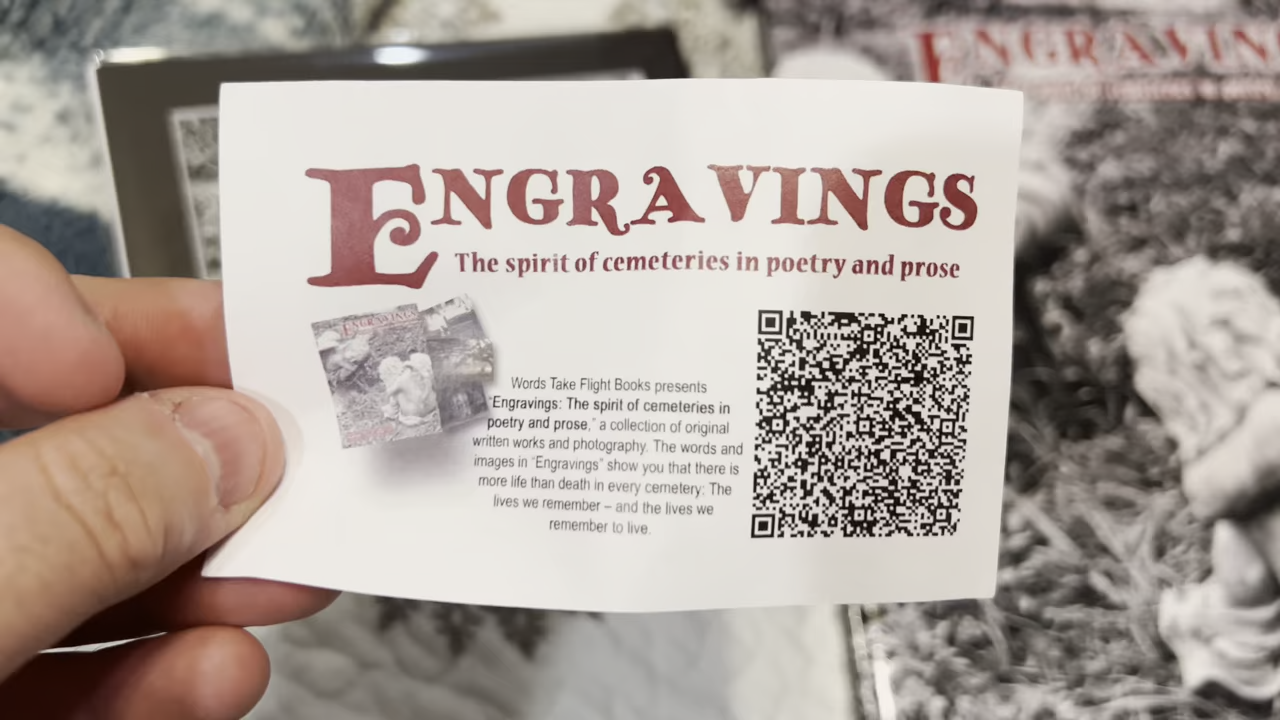 ENGRAVINGS
The spirit of cemeteries in poetry and prose
Words Take Flight Books presents
"Engravings: The spirit of cemeteries in
poetry and prose," a collection of original
written works and photography. The words and
images in "Engravings" show you that there is
more life than death in every cemetery: The
lives we remember – and the lives we
remember to live.
ENGRAVINGS
ENGRAVIN